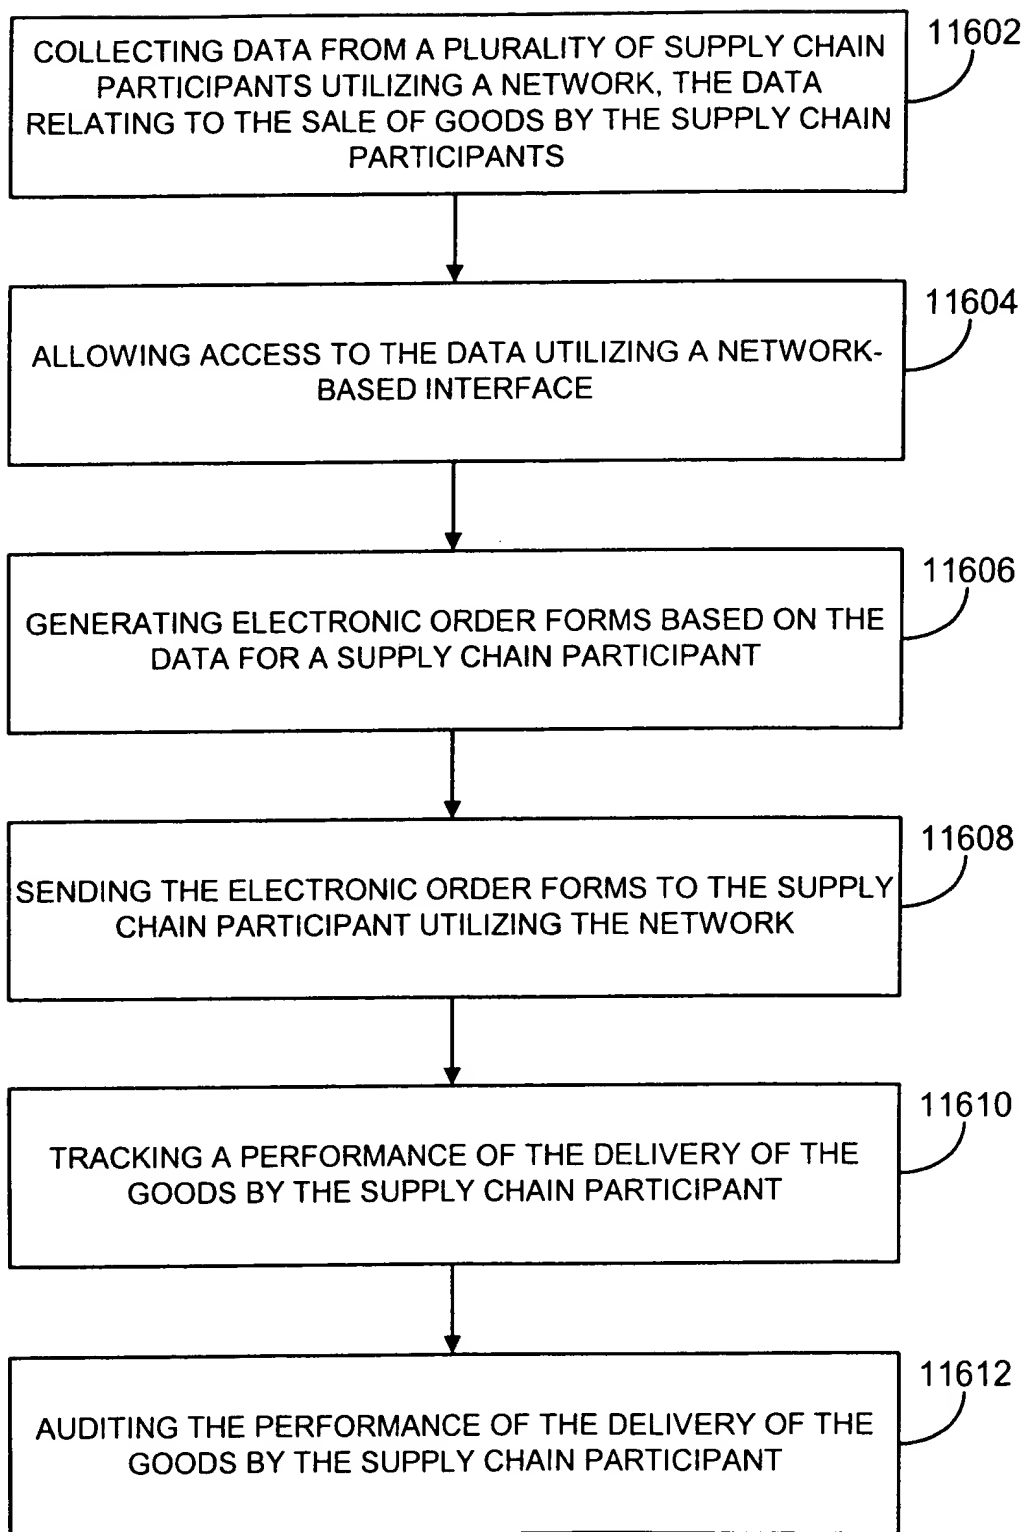 COLLECTING DATA FROM A PLURALITY OF SUPPLY CHAIN
PARTICIPANTS UTILIZING A NETWORK, THE DATA
RELATING TO THE SALE OF GOODS BY THE SUPPLY CHAIN
PARTICIPANTS
11602
ALLOWING ACCESS TO THE DATA UTILIZING A NETWORK-
BASED INTERFACE
11604
GENERATING ELECTRONIC ORDER FORMS BASED ON THE
DATA FOR A SUPPLY CHAIN PARTICIPANT
11606
SENDING THE ELECTRONIC ORDER FORMS TO THE SUPPLY
CHAIN PARTICIPANT UTILIZING THE NETWORK
11608
TRACKING A PERFORMANCE OF THE DELIVERY OF THE
GOODS BY THE SUPPLY CHAIN PARTICIPANT
11610
AUDITING THE PERFORMANCE OF THE DELIVERY OF THE
GOODS BY THE SUPPLY CHAIN PARTICIPANT
11612